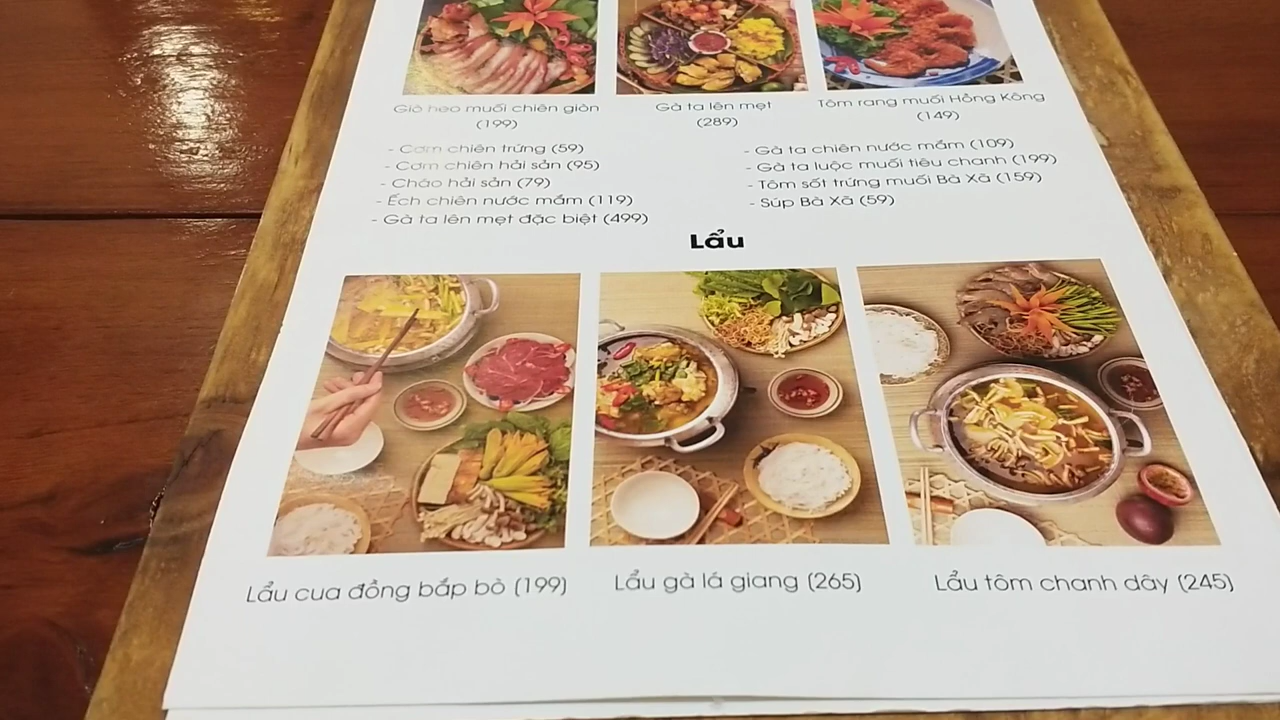 Giò heo muối chiên giòn
(199)
Gà ta lên mẹt
(289)
Tôm rang muối Hồng Kông
(149)
- Cơm chiên trứng (59)
- Cơm chiên hải sản (95)
- Cháo hải sản (79)
- Ếch chiên nước mắm (119)
- Gà ta lên mẹt đặc biệt (499)
- Gà ta chiên nước mắm (109)
- Gà ta luộc muối tiêu chanh (199)
- Tôm sốt trứng muối Bà Xã (159)
- Súp Bà Xã (59)
Lẩu
Lẩu cua đồng bắp bò (199)
Lẩu gà lá giang (265)
Lẩu tôm chanh dây (245)